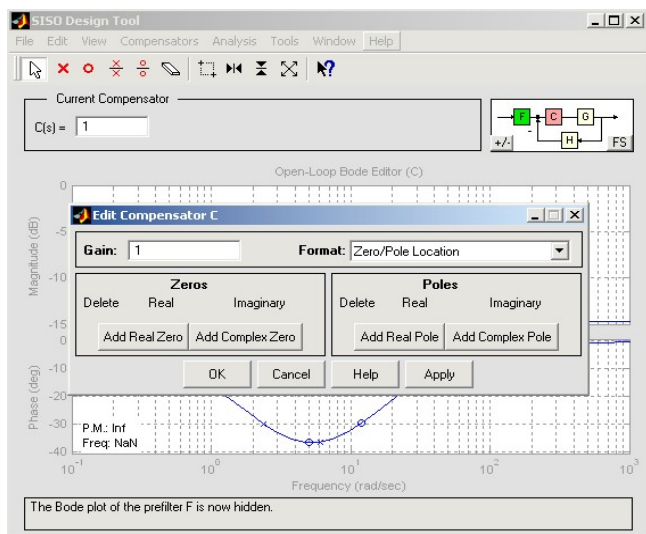 SISO Design Tool
File Edit View Compensators Analysis Tools Window Help
Current Compensator
C(s) = 1
F C G
H
+/- FS
Open-Loop Bode Editor (C)
Magnitude (dB)
0
-5
-10
-15
Edit Compensator C
Gain: 1 Format: Zero/Pole Location
Zeros
Delete Real Imaginary
Add Real Zero Add Complex Zero
Poles
Delete Real Imaginary
Add Real Pole Add Complex Pole
OK Cancel Help Apply
Phase (deg)
0
-10
-20
-30
-40
P.M.: Inf
Freq: NaN
10^-1 10^0 10^1 10^2 10^3
Frequency (rad/sec)
The Bode plot of the prefilter F is now hidden.